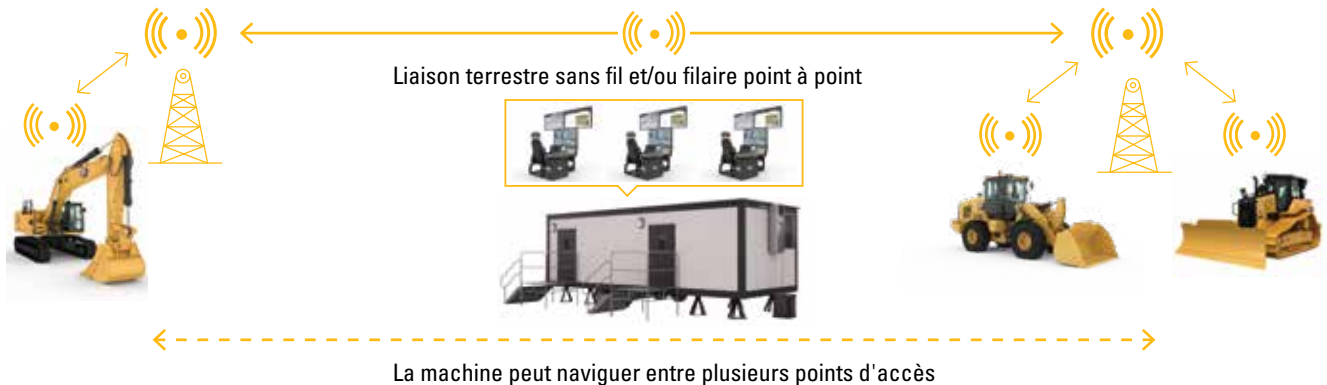 Liaison terrestre sans fil et/ou filaire point à point
La machine peut naviguer entre plusieurs points d'accès